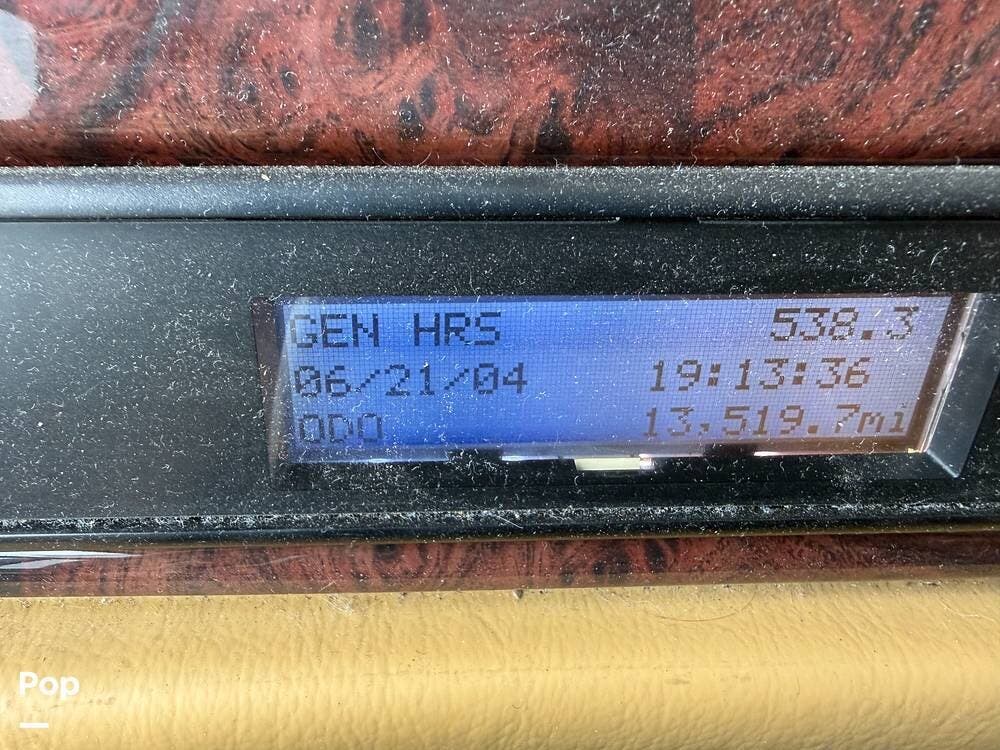 GEN HRS 538.3
06/21/04 19:13:36
ODO 13,519.7mi
Pop